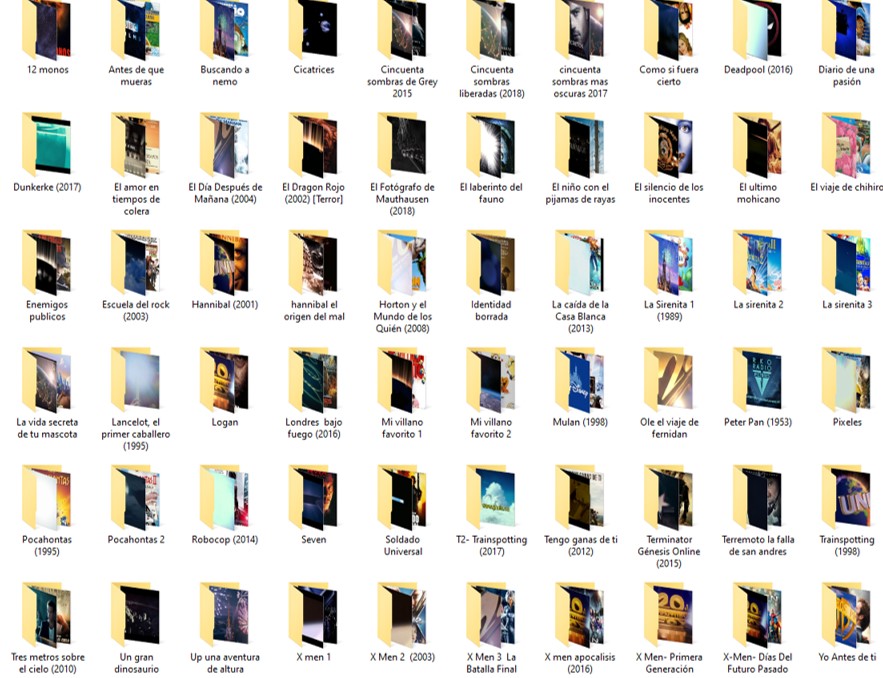 12 monos
Antes de que
mueras
Buscando a
nemo
Cicatrices
Cincuenta
sombras de Grey
2015
Cincuenta
sombras
liberadas (2018)
cincuenta
sombras mas
oscuras 2017
Como si fuera
cierto
Deadpool (2016)
Diario de una
pasión
Dunkerke (2017)
El amor en
tiempos de
colera
El Día Después de
Mañana (2004)
El Dragon Rojo
(2002) [Terror]
El Fotógrafo de
Mauthausen
(2018)
El laberinto del
fauno
El niño con el
pijamas de rayas
El silencio de los
inocentes
El ultimo
mohicano
El viaje de chihiro
Enemigos
publicos
Escuela del rock
(2003)
Hannibal (2001)
hannibal el
origen del mal
Horton y el
Mundo de los
Quién (2008)
Identidad
borrada
La caída de la
Casa Blanca
(2013)
La Sirenita 1
(1989)
La sirenita 2
La sirenita 3
La vida secreta
de tu mascota
Lancelot, el
primer caballero
(1995)
Logan
Londres bajo
fuego (2016)
Mi villano
favorito 1
Mi villano
favorito 2
Disney
Mulan (1998)
Ole el viaje de
fernidan
RKO
RADIO
Peter Pan (1953)
Pixeles
Pocahontas
(1995)
Pocahontas 2
Robocop (2014)
Seven
Soldado
Universal
T2- Trainspotting
(2017)
Tengo ganas de ti
(2012)
Terminator
Génesis Online
(2015)
Terremoto la falla
de san andres
UNI
Trainspotting
(1998)
Tres metros sobre
el cielo (2010)
Un gran
dinosaurio
Up una aventura
de altura
X men 1
X Men 2 (2003)
X Men 3 La
Batalla Final
X men apocalisis
(2016)
20
X Men- Primera
Generación
X-Men- Días Del
Futuro Pasado
Yo Antes de ti